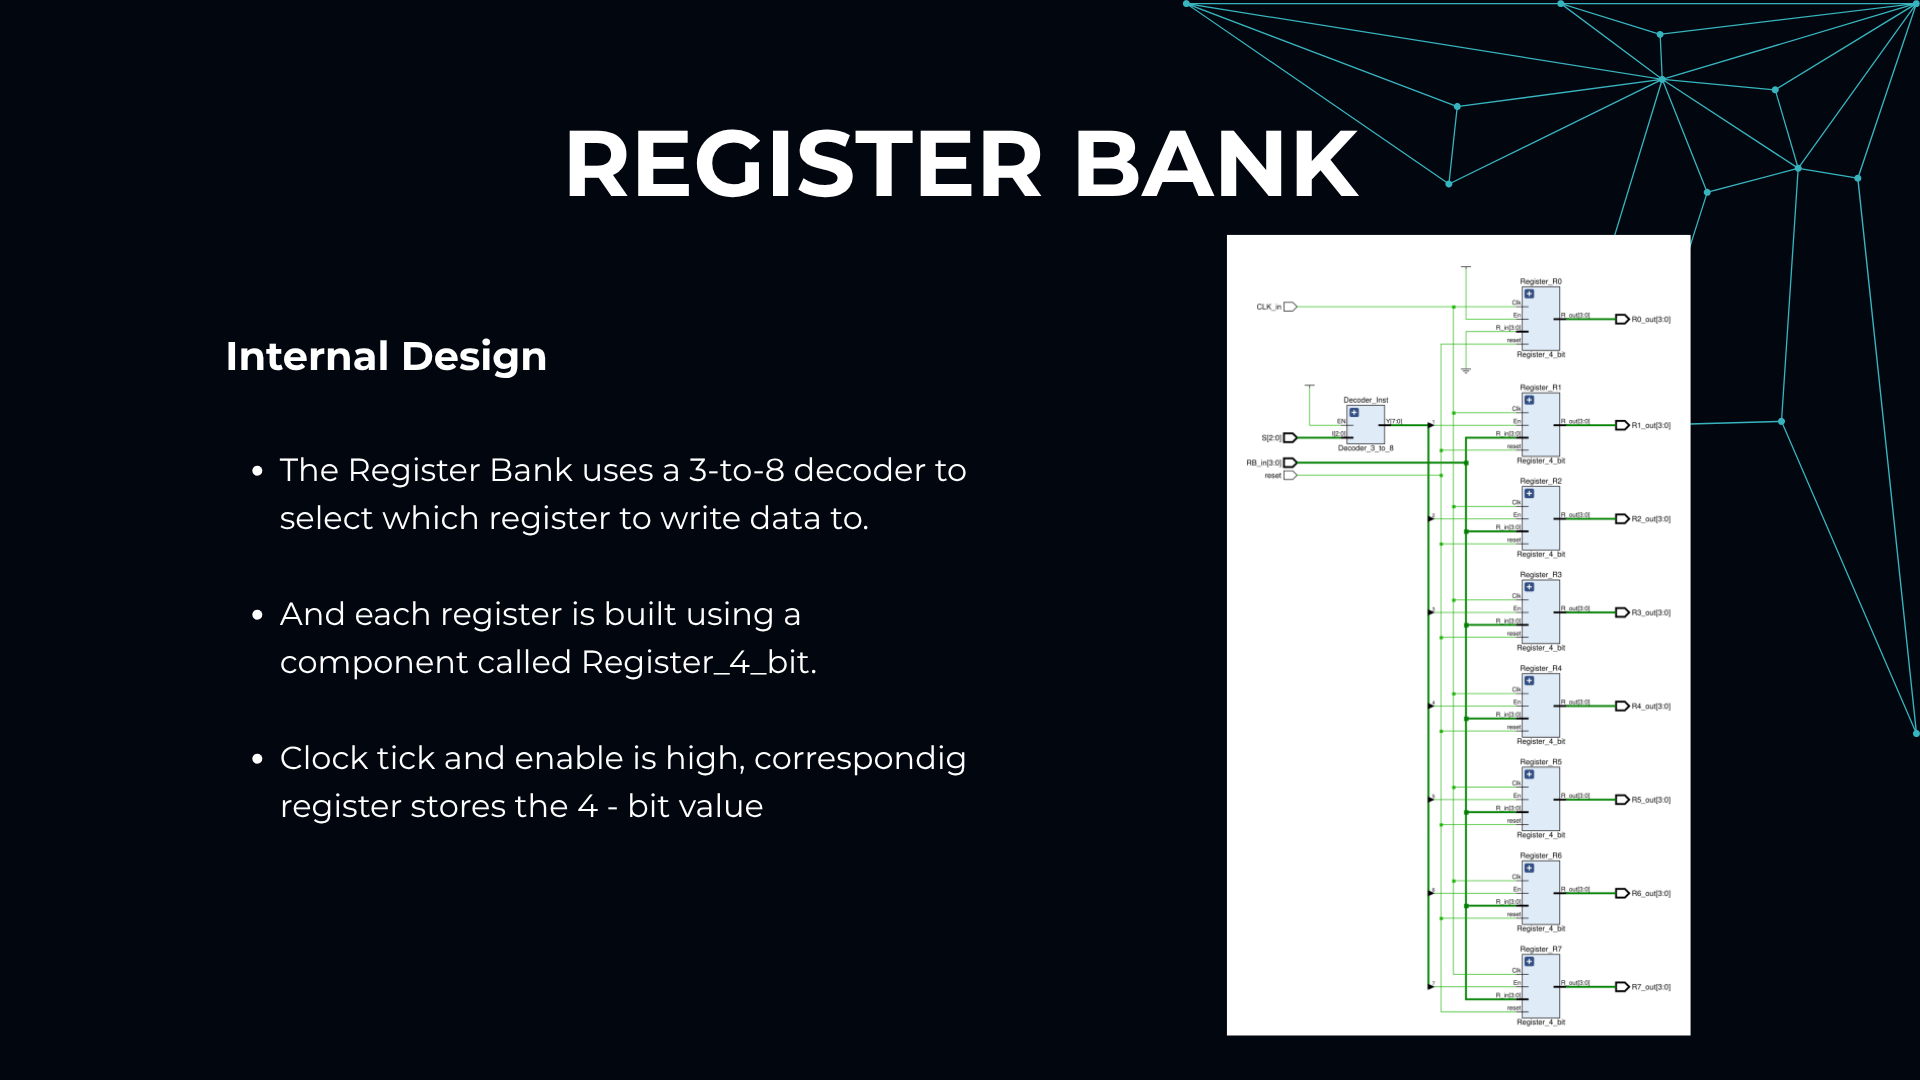 REGISTER BANK
Internal Design
• The Register Bank uses a 3-to-8 decoder to
select which register to write data to.
• And each register is built using a
component called Register_4_bit.
• Clock tick and enable is high, correspondig
register stores the 4 - bit value
CLK_in
S[2:0]
RB_in[3:0]
reset
Decoder_Inst
EN
I[2:0]
Y[7:0]
Decoder_3_to_8
Register_R0
Clk
En
R_in[3:0]
reset
R_out[3:0]
Register_4_bit
R0_out[3:0]
Register_R1
Clk
En
R_in[3:0]
reset
R_out[3:0]
Register_4_bit
R1_out[3:0]
Register_R2
Clk
En
R_in[3:0]
reset
R_out[3:0]
Register_4_bit
R2_out[3:0]
Register_R3
Clk
En
R_in[3:0]
reset
R_out[3:0]
Register_4_bit
R3_out[3:0]
Register_R4
Clk
En
R_in[3:0]
reset
R_out[3:0]
Register_4_bit
R4_out[3:0]
Register_R5
Clk
En
R_in[3:0]
reset
R_out[3:0]
Register_4_bit
R5_out[3:0]
Register_R6
Clk
En
R_in[3:0]
reset
R_out[3:0]
Register_4_bit
R6_out[3:0]
Register_R7
Clk
En
R_in[3:0]
reset
R_out[3:0]
Register_4_bit
R7_out[3:0]